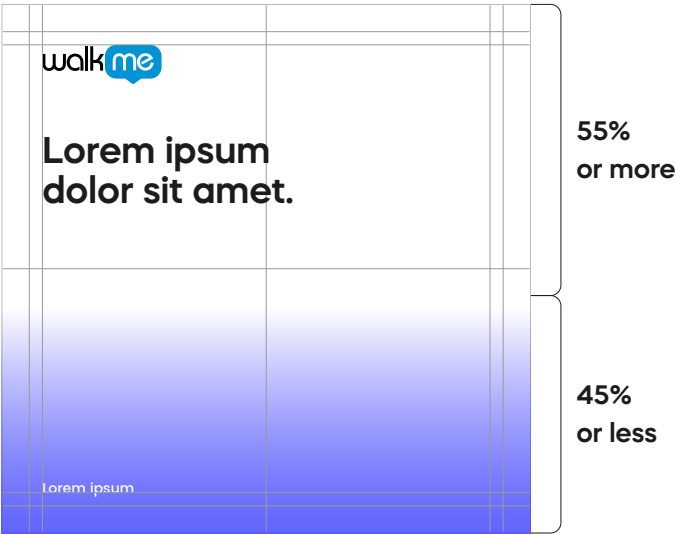 walkme
Lorem ipsum
dolor sit amet.
55%
or more
45%
or less
Lorem ipsum